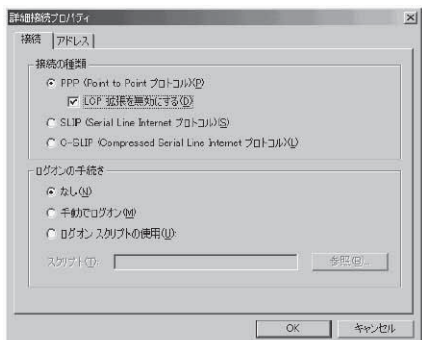 詳細接続プロパティ
接続 アドレス
接続の種類
PPP (Point to Point プロトコル)(P)
LCP 拡張を無効にする(D)
SLIP (Serial Line Internet プロトコル)(S)
C-SLIP (Compressed Serial Line Internet プロトコル)(L)
ログオンの手続き
なし(N)
手動でログオン(M)
ログオン スクリプトの使用(U):
スクリプト(T):
参照(B)...
OK キャンセル